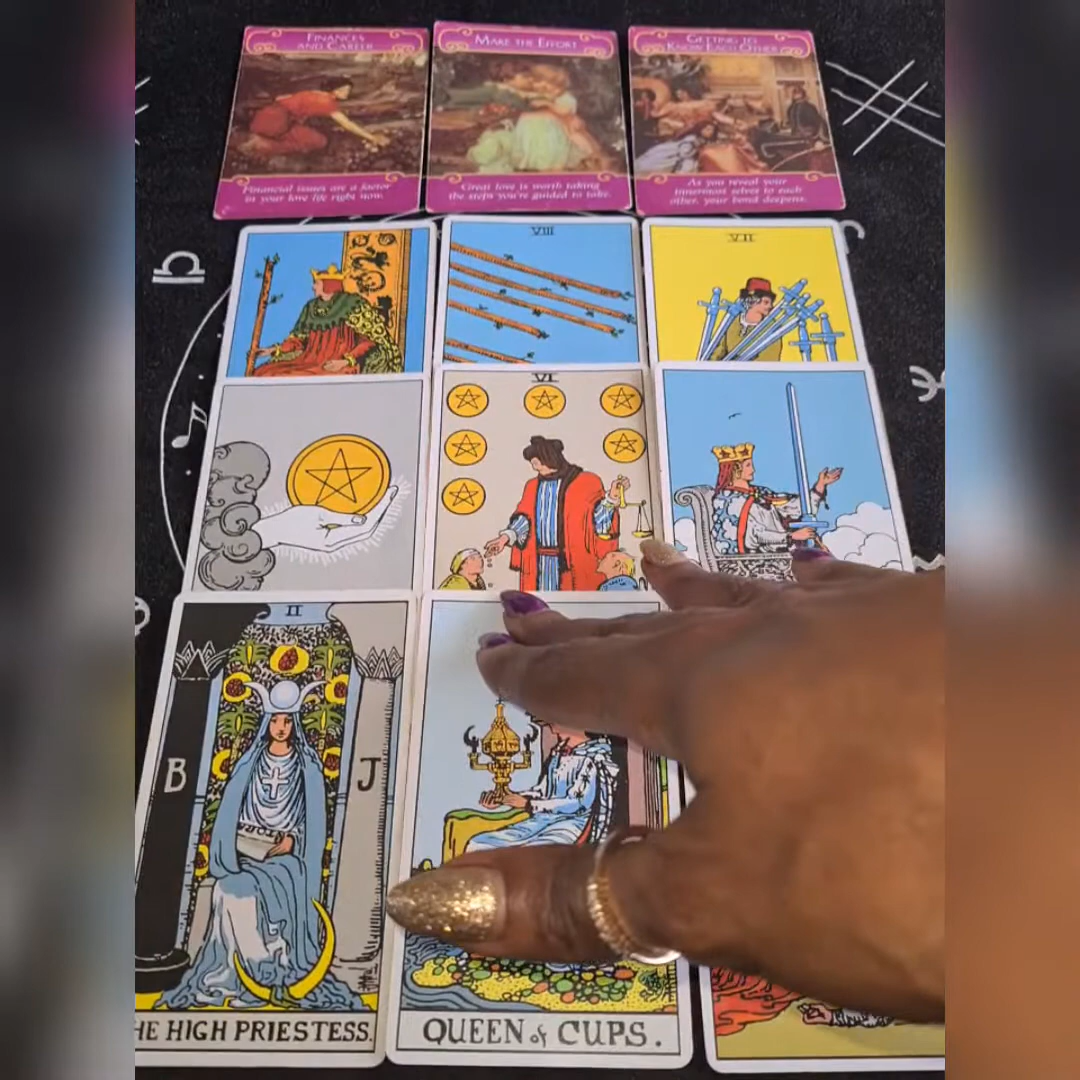 FINANCES
AND CAREER
MAKE THE EFFORT
GETTING TO
KNOW EACH OTHER
Financial issues are a factor
in your love life right now.
Great love is worth taking
the steps you're guided to take.
As you reveal your
innermost selves to each
other, your bond deepens.
VIII
VII
VI
II
B
J
TORA
HE HIGH PRIESTESS.
QUEEN of CUPS.